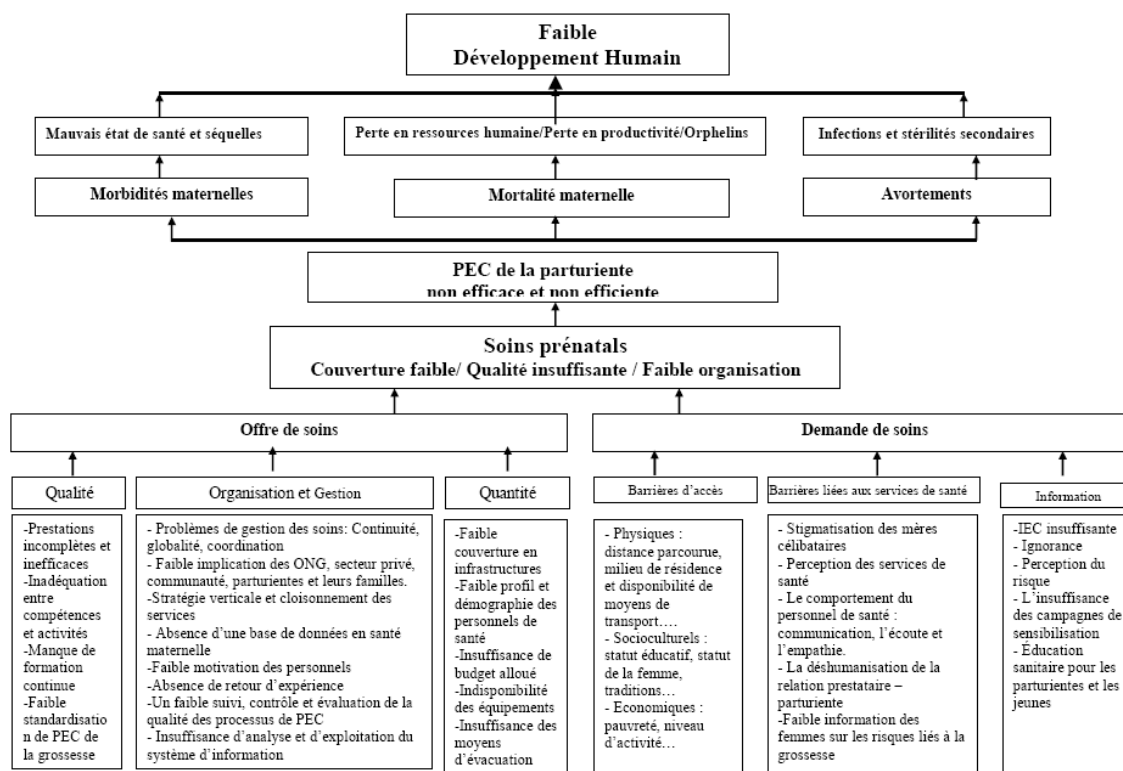 Faible
Développement Humain
Mauvais état de santé et séquelles
Perte en ressources humaine/Perte en productivité/Orphelins
Infections et stérilités secondaires
Morbidités maternelles
Mortalité maternelle
Avortements
PEC de la parturiente
non efficace et non efficiente
Soins prénatals
Couverture faible/ Qualité insuffisante / Faible organisation
Offre de soins
Demande de soins
Qualité
Organisation et Gestion
Quantité
Barrières d’accès
Barrières liées aux services de santé
Information
-Prestations
incomplètes et
inefficaces
-Inadéquation
entre
compétences
et activités
-Manque de
formation
continue
-Faible
standardisatio
n de PEC de
la grossesse
- Problèmes de gestion des soins: Continuité,
globalité, coordination
- Faible implication des ONG, secteur privé,
communauté, parturientes et leurs familles.
-Stratégie verticale et cloisonnement des
services
- Absence d’une base de données en santé
maternelle
-Faible motivation des personnels
-Absence de retour d’expérience
-Un faible suivi, contrôle et évaluation de la
qualité des processus de PEC
- Insuffisance d’analyse et d’exploitation du
système d’information
-Faible
couverture en
infrastructures
-Faible profil et
démographie des
personnels de
santé
-Insuffisance de
budget alloué
-Indisponibilité
des équipements
-Insuffisance des
moyens
d’évacuation
- Physiques :
distance parcourue,
milieu de résidence
et disponibilité de
moyens de
transport….
- Socioculturels :
statut éducatif, statut
de la femme,
traditions…
- Economiques :
pauvreté, niveau
d’activité…
- Stigmatisation des mères
célibataires
- Perception des services de
santé
- Le comportement du
personnel de santé :
communication, l’écoute et
l’empathie.
- La déshumanisation de la
relation prestataire –
parturiente
-Faible information des
femmes sur les risques liés à la
grossesse
-IEC insuffisante
- Ignorance
- Perception du
risque
- L’insuffisance
des campagnes de
sensibilisation
- Éducation
sanitaire pour les
parturientes et les
jeunes